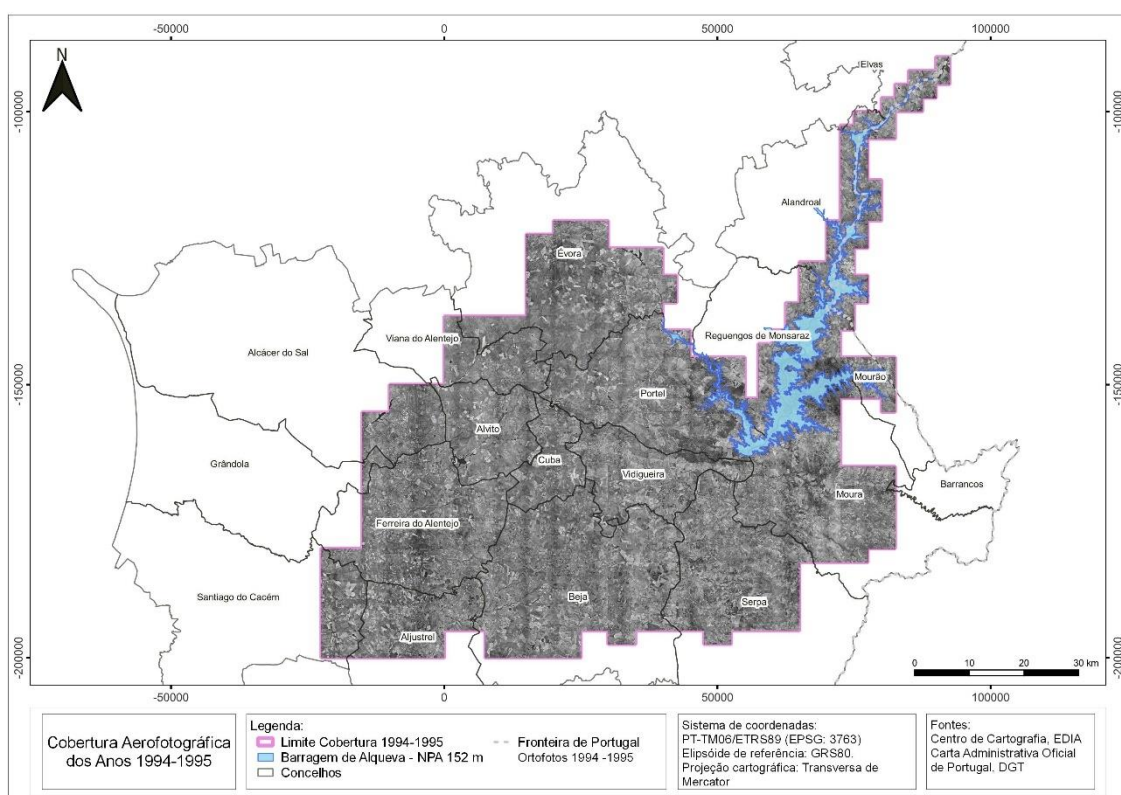 -50000 0 50000 100000
N
Elvas
-100000 -100000
Alandroal
Évora
Reguengos de Monsaraz
Viana do Alentejo
Alcácer do Sal
Mourão
-150000 -150000
Portel
Alvito
Cuba
Grândola
Vidigueira
Barrancos
Moura
Ferreira do Alentejo
Santiago do Cacém
Beja
Serpa
Aljustrel
-200000 -200000
0 10 20 30 km
-50000 0 50000 100000
Cobertura Aerofotográfica
dos Anos 1994-1995
Legenda:
Limite Cobertura 1994-1995
Barragem de Alqueva - NPA 152 m
Concelhos
Fronteira de Portugal
Ortofotos 1994 -1995
Sistema de coordenadas:
PT-TM06/ETRS89 (EPSG: 3763)
Elipsóide de referência: GRS80.
Projeção cartográfica: Transversa de
Mercator
Fontes:
Centro de Cartografia, EDIA
Carta Administrativa Oficial
de Portugal, DGT